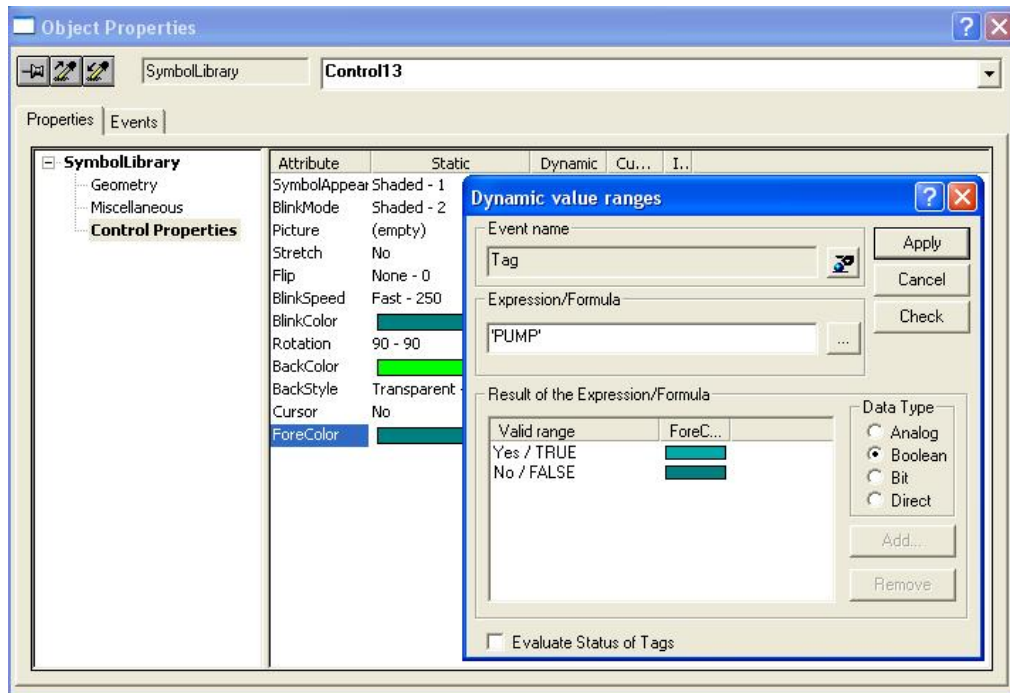 Object Properties
SymbolLibrary
Control13
Properties
Events
SymbolLibrary
Geometry
Miscellaneous
Control Properties
Attribute Static Dynamic Cu... I..
SymbolAppear Shaded - 1
BlinkMode Shaded - 2
Picture (empty)
Stretch No
Flip None - 0
BlinkSpeed Fast - 250
BlinkColor
Rotation 90 - 90
BackColor
BackStyle Transparent -
Cursor No
ForeColor
Dynamic value ranges
Event name
Tag
Apply
Cancel
Check
Expression/Formula
'PUMP'
...
Result of the Expression/Formula
Valid range ForeC...
Yes / TRUE
No / FALSE
Data Type
Analog
Boolean
Bit
Direct
Add...
Remove
Evaluate Status of Tags